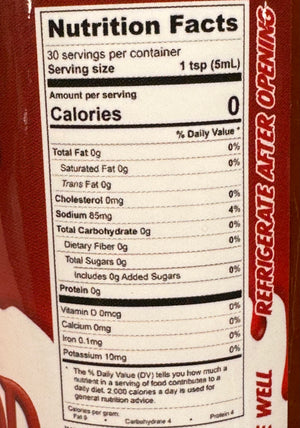 Nutrition Facts
30 servings per container
Serving size 1 tsp (5mL)
Amount per serving
Calories 0
% Daily Value *
Total Fat 0g 0%
Saturated Fat 0g 0%
Trans Fat 0g
Cholesterol 0mg 0%
Sodium 85mg 4%
Total Carbohydrate 0g 0%
Dietary Fiber 0g 0%
Total Sugars 0g
Includes 0g Added Sugars 0%
Protein 0g
Vitamin D 0mcg 0%
Calcium 0mg 0%
Iron 0.1mg 0%
Potassium 10mg 0%
* The % Daily Value (DV) tells you how much a
nutrient in a serving of food contributes to a
daily diet. 2,000 calories a day is used for
general nutrition advice.
Calories per gram:
Fat 9 · Carbohydrate 4 · Protein 4
WELL REFRIGERATE AFTER OPENING